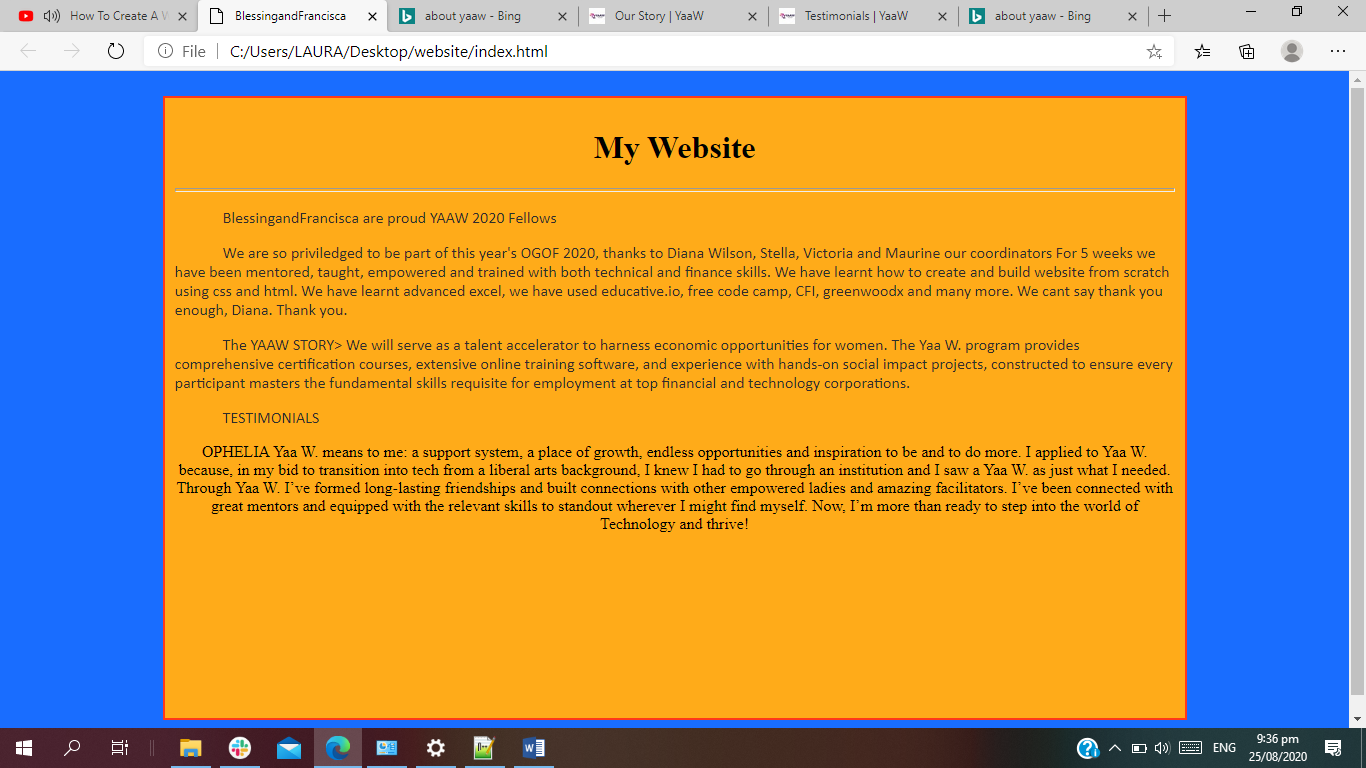 How To Create A W
BlessingandFrancisca
about yaaw - Bing
Our Story | YaaW
Testimonials | YaaW
about yaaw - Bing
File
C:/Users/LAURA/Desktop/website/index.html
My Website
BlessingandFrancisca are proud YAAW 2020 Fellows
We are so priviledged to be part of this year's OGOF 2020, thanks to Diana Wilson, Stella, Victoria and Maurine our coordinators For 5 weeks we
have been mentored, taught, empowered and trained with both technical and finance skills. We have learnt how to create and build website from scratch
using css and html. We have learnt advanced excel, we have used educative.io, free code camp, CFI, greenwoodx and many more. We cant say thank you
enough, Diana. Thank you.
The YAAW STORY> We will serve as a talent accelerator to harness economic opportunities for women. The Yaa W. program provides
comprehensive certification courses, extensive online training software, and experience with hands-on social impact projects, constructed to ensure every
participant masters the fundamental skills requisite for employment at top financial and technology corporations.
TESTIMONIALS
OPHELIA Yaa W. means to me: a support system, a place of growth, endless opportunities and inspiration to be and to do more. I applied to Yaa W.
because, in my bid to transition into tech from a liberal arts background, I knew I had to go through an institution and I saw a Yaa W. as just what I needed.
Through Yaa W. I’ve formed long-lasting friendships and built connections with other empowered ladies and amazing facilitators. I’ve been connected with
great mentors and equipped with the relevant skills to standout wherever I might find myself. Now, I’m more than ready to step into the world of
Technology and thrive!
ENG
9:36 pm
25/08/2020